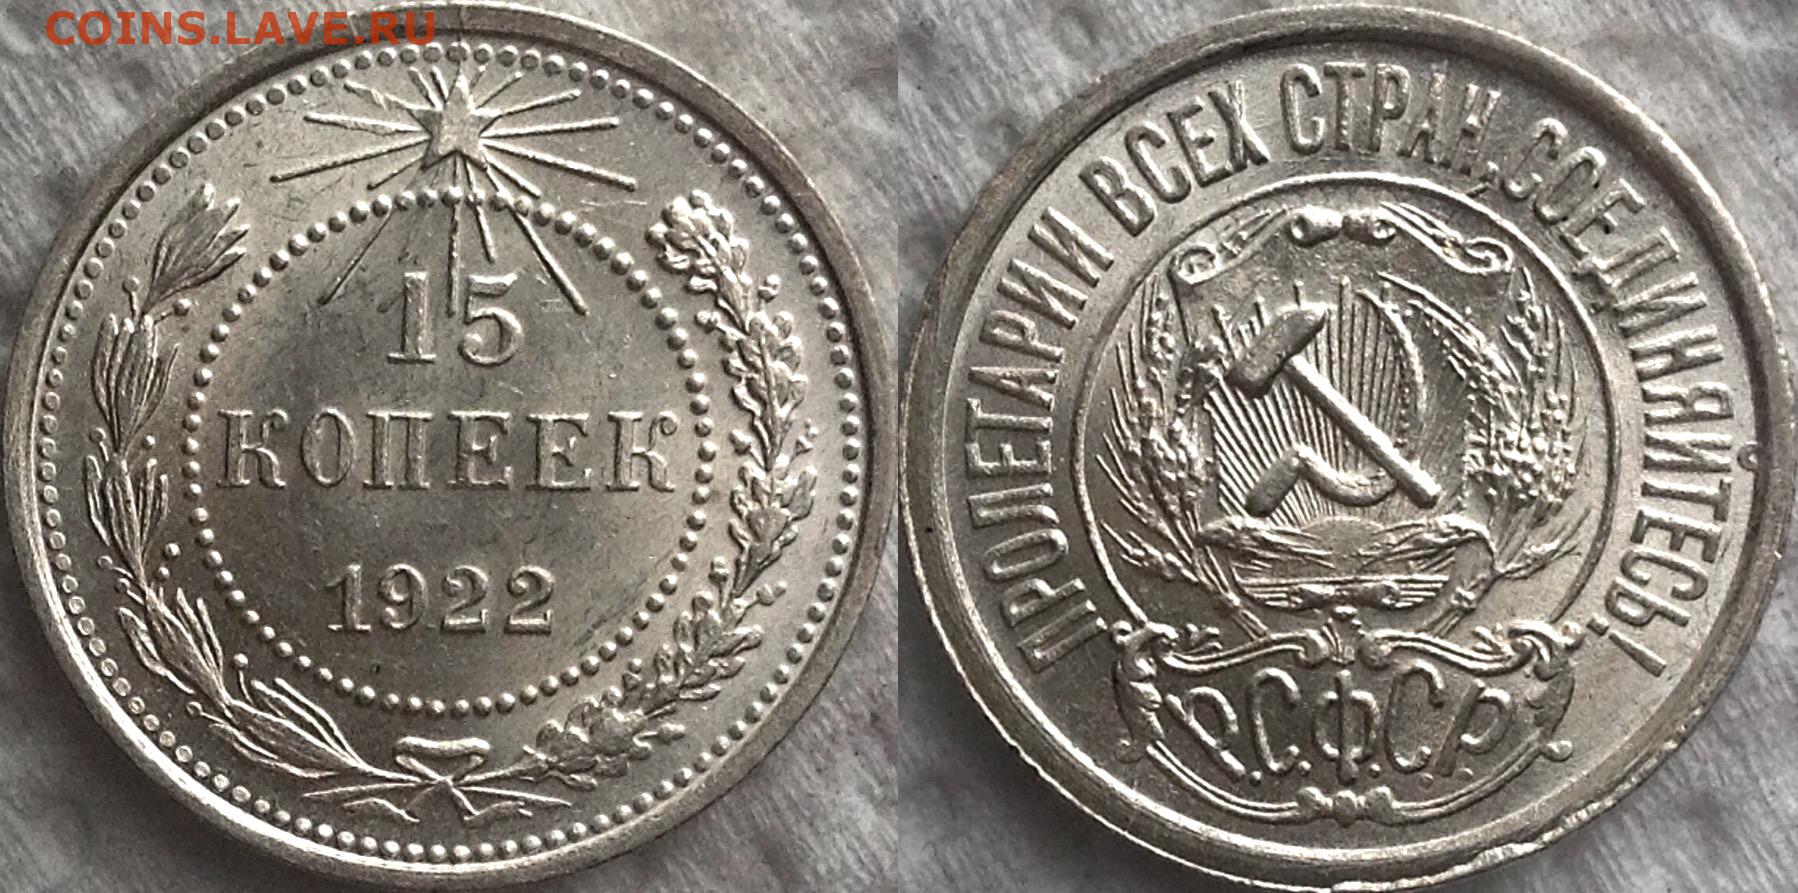 COINS.LAVE.RU
15
КОПЕЕК
1922
ПРОЛЕТАРИИ ВСЕХ СТРАН, СОЕДИНЯЙТЕСЬ!
Р.С.Ф.С.Р.